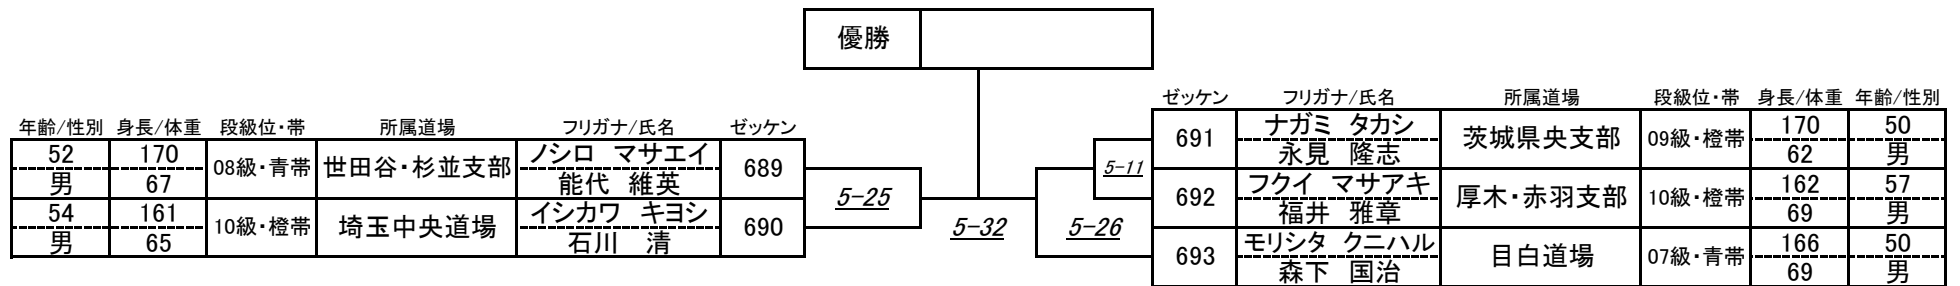 優勝
年齢/性別 身長/体重 段級位・帯 所属道場 フリガナ/氏名 ゼッケン
52 170 08級・青帯 世田谷・杉並支部 ノシロ マサエイ 689
男 67 能代 維英
54 161 10級・橙帯 埼玉中央道場 イシカワ キヨシ 690
男 65 石川 清
5-25
5-32
5-26
5-11
ゼッケン フリガナ/氏名 所属道場 段級位・帯 身長/体重 年齢/性別
691 ナガミ タカシ 茨城県央支部 09級・橙帯 170 50
永見 隆志 62 男
692 フクイ マサアキ 厚木・赤羽支部 10級・橙帯 162 57
福井 雅章 69 男
693 モリシタ クニハル 目白道場 07級・青帯 166 50
森下 国治 69 男